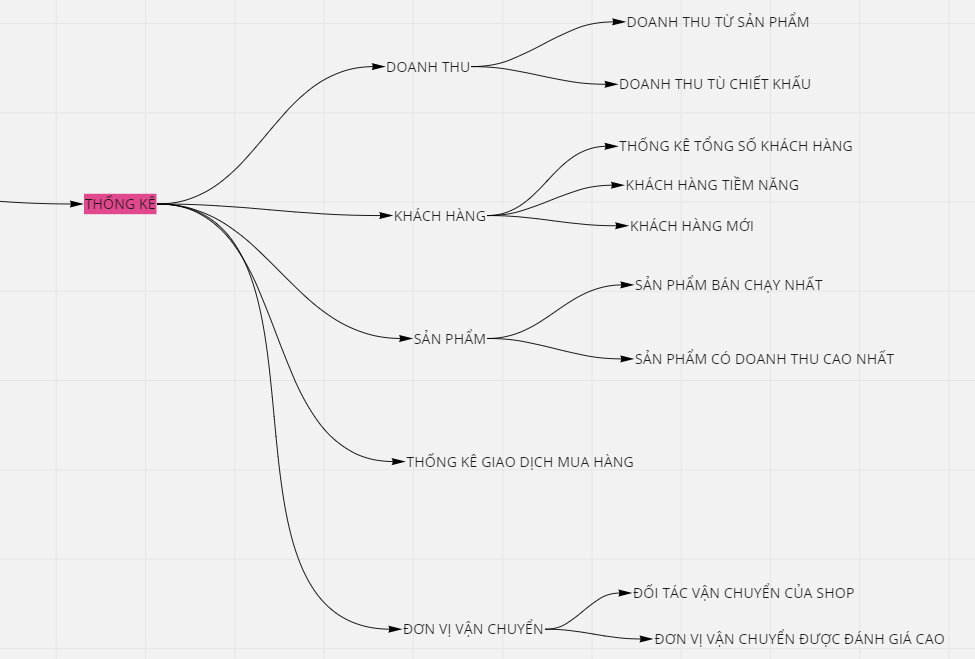 THỐNG KÊ
DOANH THU
DOANH THU TỪ SẢN PHẨM
DOANH THU TÙ CHIẾT KHẤU
KHÁCH HÀNG
THỐNG KÊ TỔNG SỐ KHÁCH HÀNG
KHÁCH HÀNG TIỀM NĂNG
KHÁCH HÀNG MỚI
SẢN PHẨM
SẢN PHẨM BÁN CHẠY NHẤT
SẢN PHẨM CÓ DOANH THU CAO NHẤT
THỐNG KÊ GIAO DỊCH MUA HÀNG
ĐƠN VỊ VẬN CHUYỂN
ĐỐI TÁC VẬN CHUYỂN CỦA SHOP
ĐƠN VỊ VẬN CHUYỂN ĐƯỢC ĐÁNH GIÁ CAO